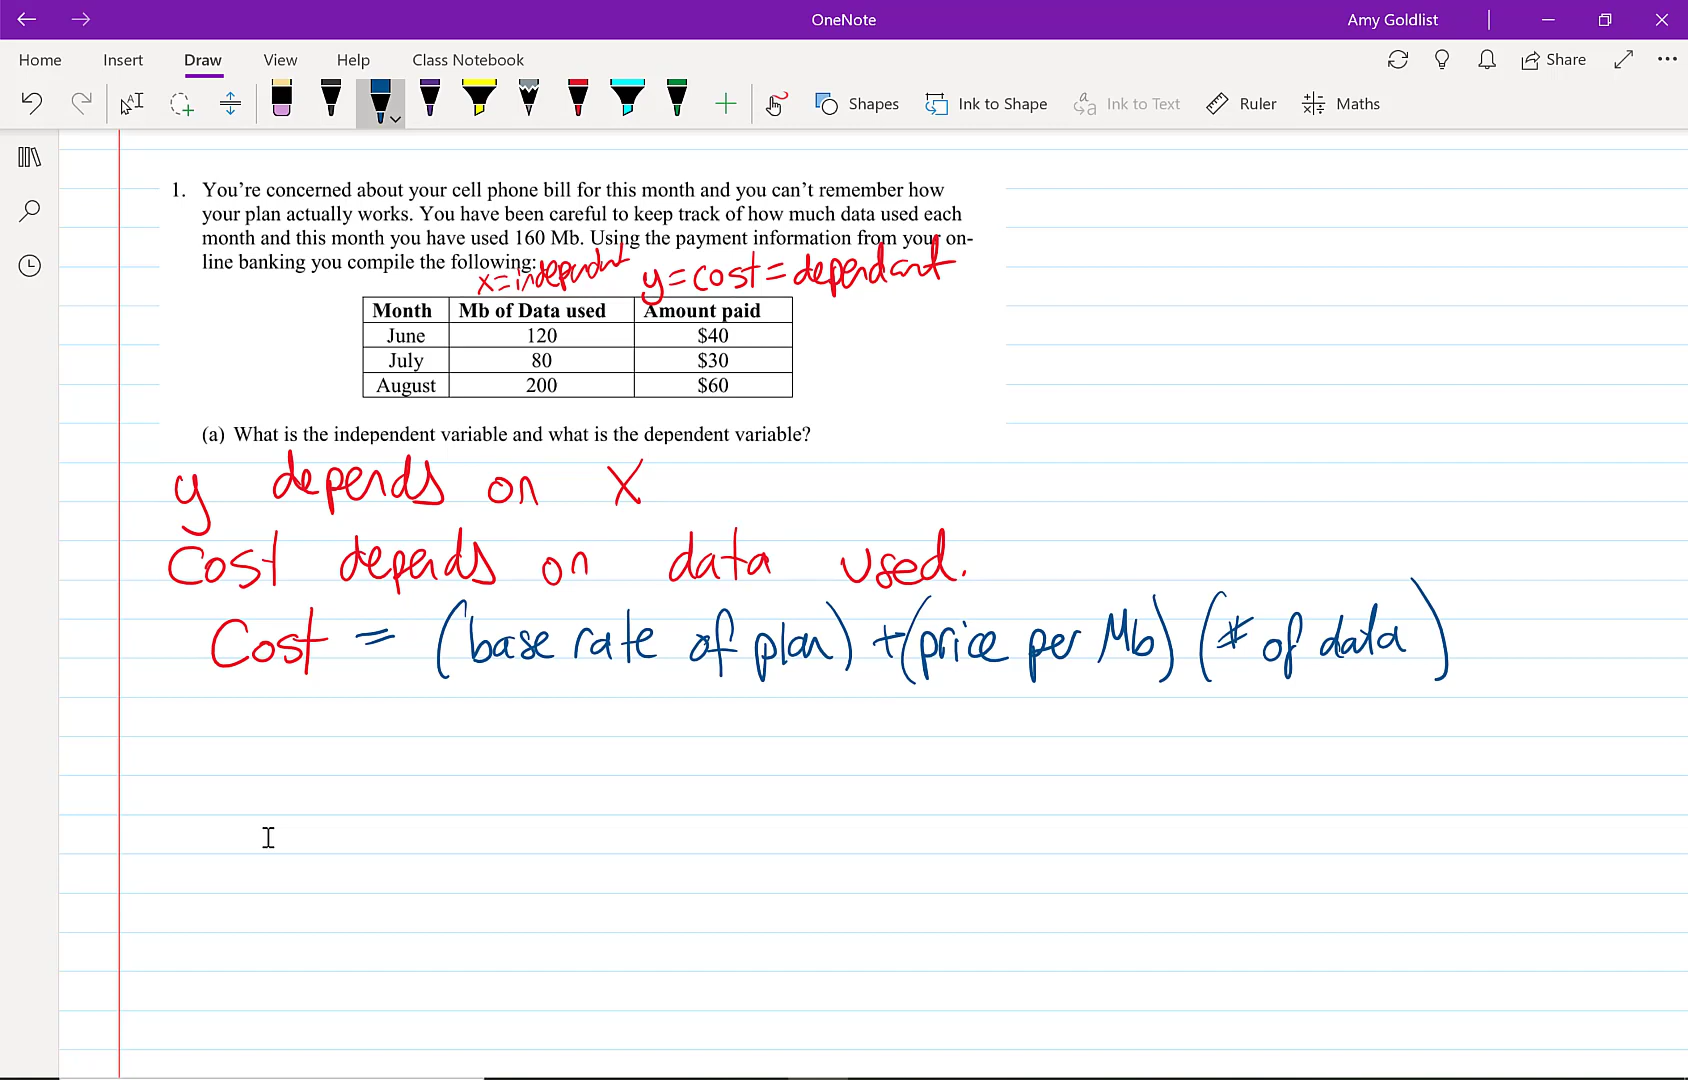 OneNote
Amy Goldlist
Home Insert Draw View Help Class Notebook
Share
Shapes Ink to Shape Ink to Text Ruler Maths
1. You're concerned about your cell phone bill for this month and you can't remember how
your plan actually works. You have been careful to keep track of how much data used each
month and this month you have used 160 Mb. Using the payment information from your on-
line banking you compile the following:
x=independent y=cost=dependant
Month Mb of Data used Amount paid
June 120 $40
July 80 $30
August 200 $60
(a) What is the independent variable and what is the dependent variable?
y depends on x
Cost depends on data used.
Cost = (base rate of plan) +(price per Mb) (# of data)